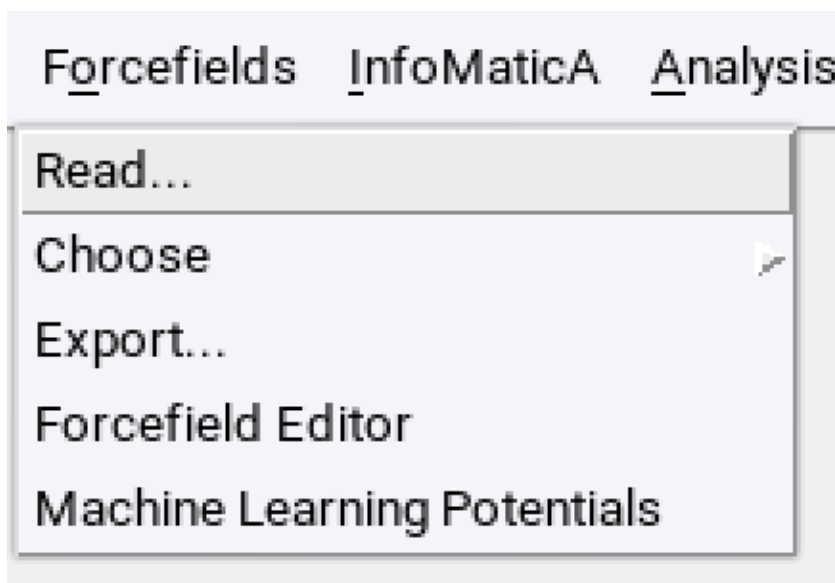 Forcefields InfoMaticA Analysis
Read...
Choose
Export...
Forcefield Editor
Machine Learning Potentials